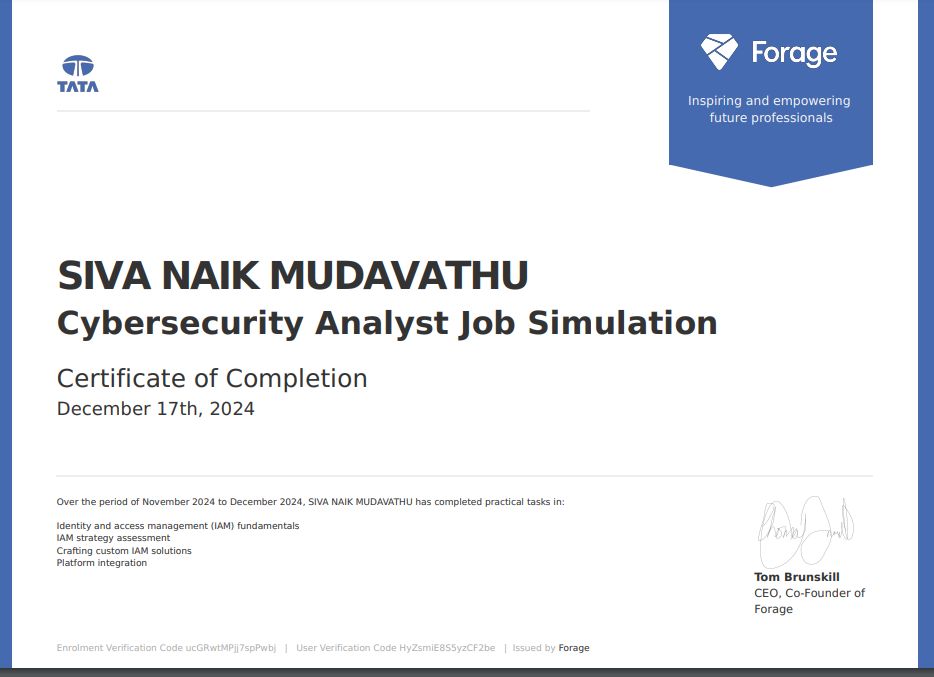 TATA
Forage
Inspiring and empowering
future professionals
SIVA NAIK MUDAVATHU
Cybersecurity Analyst Job Simulation
Certificate of Completion
December 17th, 2024
Over the period of November 2024 to December 2024, SIVA NAIK MUDAVATHU has completed practical tasks in:
Identity and access management (IAM) fundamentals
IAM strategy assessment
Crafting custom IAM solutions
Platform integration
Tom Brunskill
CEO, Co-Founder of
Forage
Enrolment Verification Code ucGRwtMPjj7spPwbj | User Verification Code HyZsmiE8S5yzCF2be | Issued by Forage